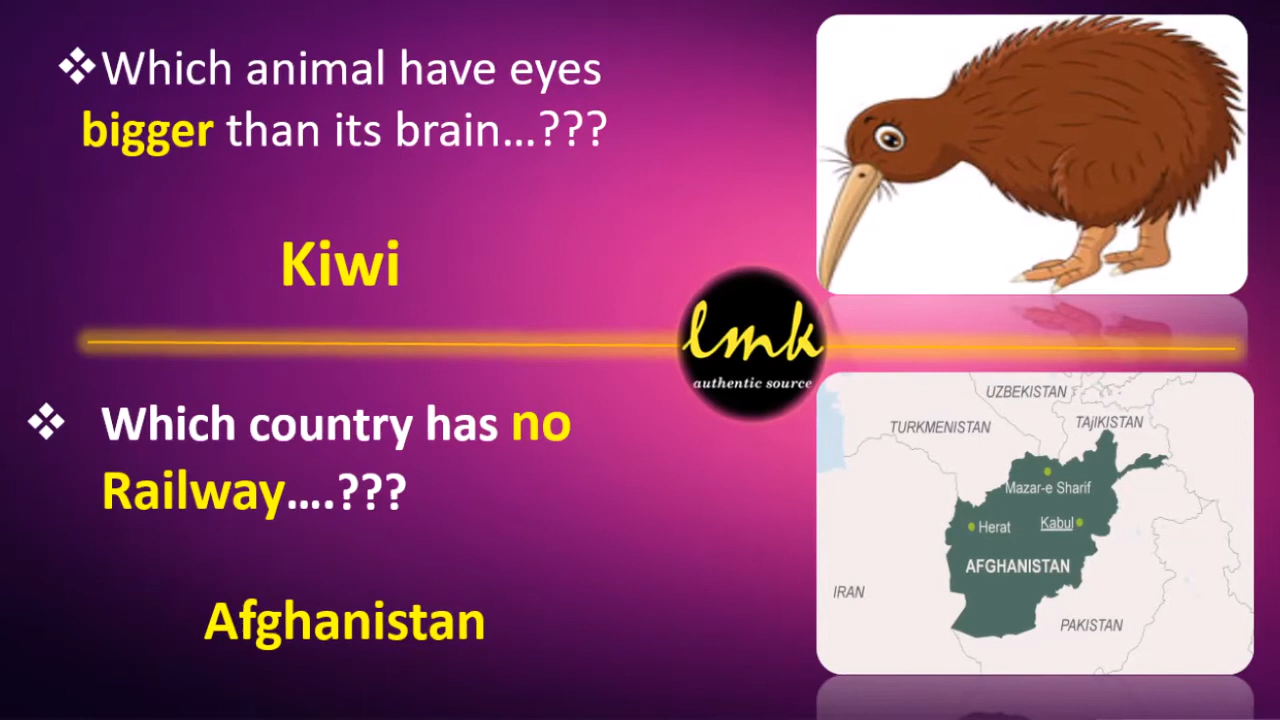 ❖Which animal have eyes
bigger than its brain...???
Kiwi
lmk
authentic source
❖ Which country has no
Railway....???
Afghanistan
UZBEKISTAN
TURKMENISTAN
TAjIKISTAN
Mazar-e Sharif
Herat
Kabul
AFGHANISTAN
IRAN
PAKISTAN